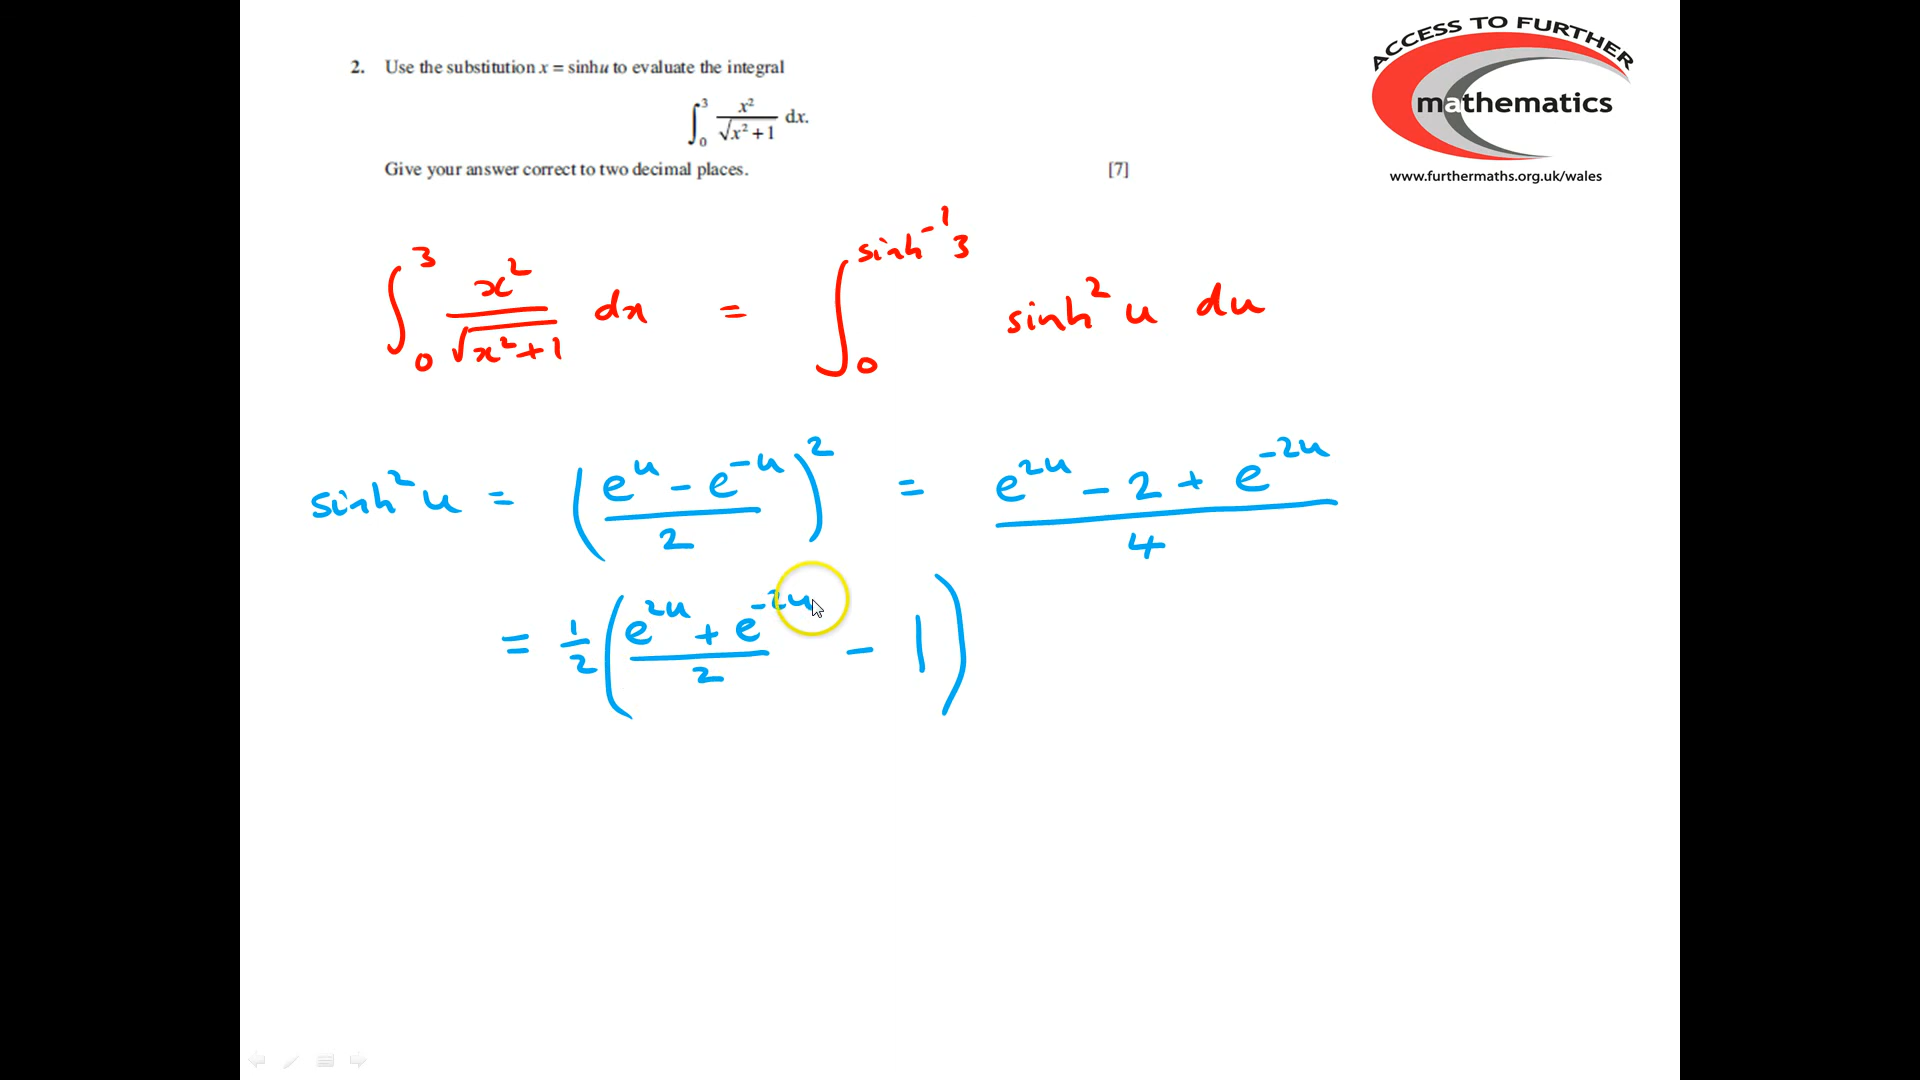 ACCESS TO FURTHER
mathematics
www.furthermaths.org.uk/wales
2. Use the substitution x = sinhu to evaluate the integral
∫₀³ x²/√(x²+1) dx.
Give your answer correct to two decimal places. [7]
∫₀³ x²/√(x²+1) dx = ∫₀^(sinh⁻¹3) sinh²u du
sinh²u = ((eᵘ − e⁻ᵘ)/2)² = (e²ᵘ − 2 + e⁻²ᵘ)/4
= ½((e²ᵘ + e⁻²ᵘ)/2 − 1)